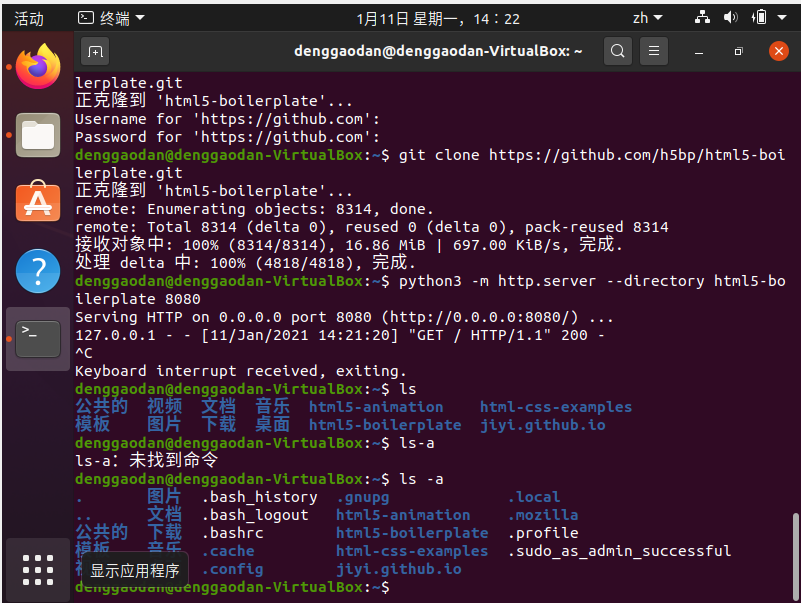 活动 终端 1月11日 星期一，14：22 zh
denggaodan@denggaodan-VirtualBox: ~
lerplate.git
正克隆到 'html5-boilerplate'...
Username for 'https://github.com':
Password for 'https://github.com':
denggaodan@denggaodan-VirtualBox:~$ git clone https://github.com/h5bp/html5-boi
lerplate.git
正克隆到 'html5-boilerplate'...
remote: Enumerating objects: 8314, done.
remote: Total 8314 (delta 0), reused 0 (delta 0), pack-reused 8314
接收对象中: 100% (8314/8314), 16.86 MiB | 697.00 KiB/s, 完成.
处理 delta 中: 100% (4818/4818), 完成.
denggaodan@denggaodan-VirtualBox:~$ python3 -m http.server --directory html5-bo
ilerplate 8080
Serving HTTP on 0.0.0.0 port 8080 (http://0.0.0.0:8080/) ...
127.0.0.1 - - [11/Jan/2021 14:21:20] "GET / HTTP/1.1" 200 -
^C
Keyboard interrupt received, exiting.
denggaodan@denggaodan-VirtualBox:~$ ls
公共的 视频 文档 音乐 html5-animation html-css-examples
模板 图片 下载 桌面 html5-boilerplate jiyi.github.io
denggaodan@denggaodan-VirtualBox:~$ ls-a
ls-a：未找到命令
denggaodan@denggaodan-VirtualBox:~$ ls -a
. 图片 .bash_history .gnupg .local
.. 文档 .bash_logout html5-animation .mozilla
公共的 下载 .bashrc html5-boilerplate .profile
模板 音乐 .cache html-css-examples .sudo_as_admin_successful
.config jiyi.github.io
显示应用程序
denggaodan@denggaodan-VirtualBox:~$